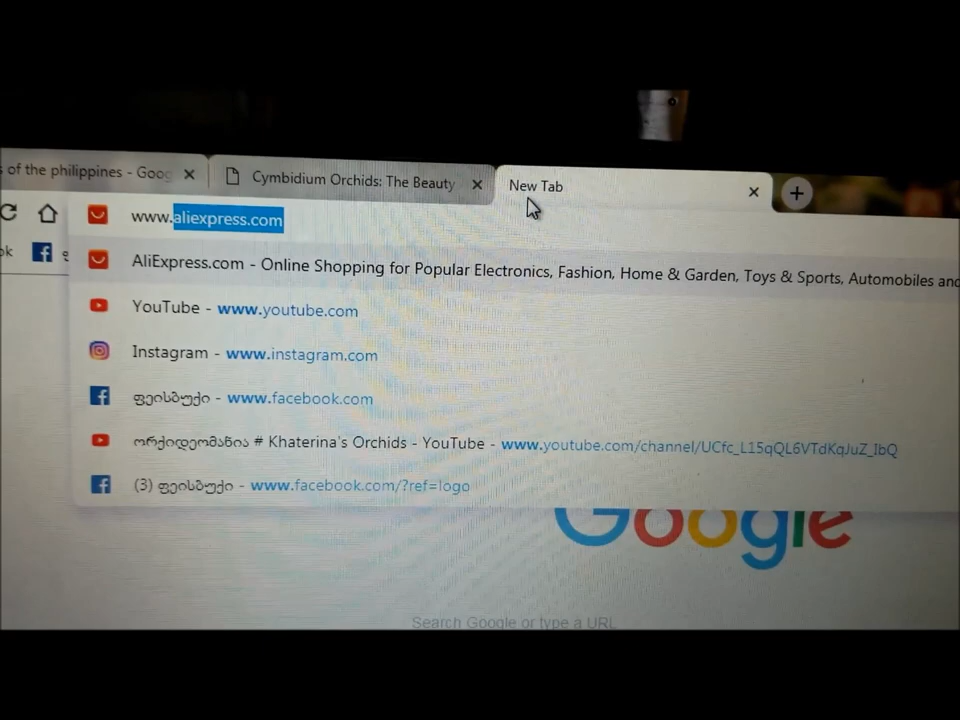 of the philippines - Goog
Cymbidium Orchids: The Beauty
New Tab
www.aliexpress.com
AliExpress.com - Online Shopping for Popular Electronics, Fashion, Home & Garden, Toys & Sports, Automobiles and
YouTube - www.youtube.com
Instagram - www.instagram.com
ფეისბუქი - www.facebook.com
ორქიდეომანია # Khaterina's Orchids - YouTube - www.youtube.com/channel/UCfc_L15qQL6VTdKqJuZ_IbQ
(3) ფეისბუქი - www.facebook.com/?ref=logo
Google
Search Google or type a URL